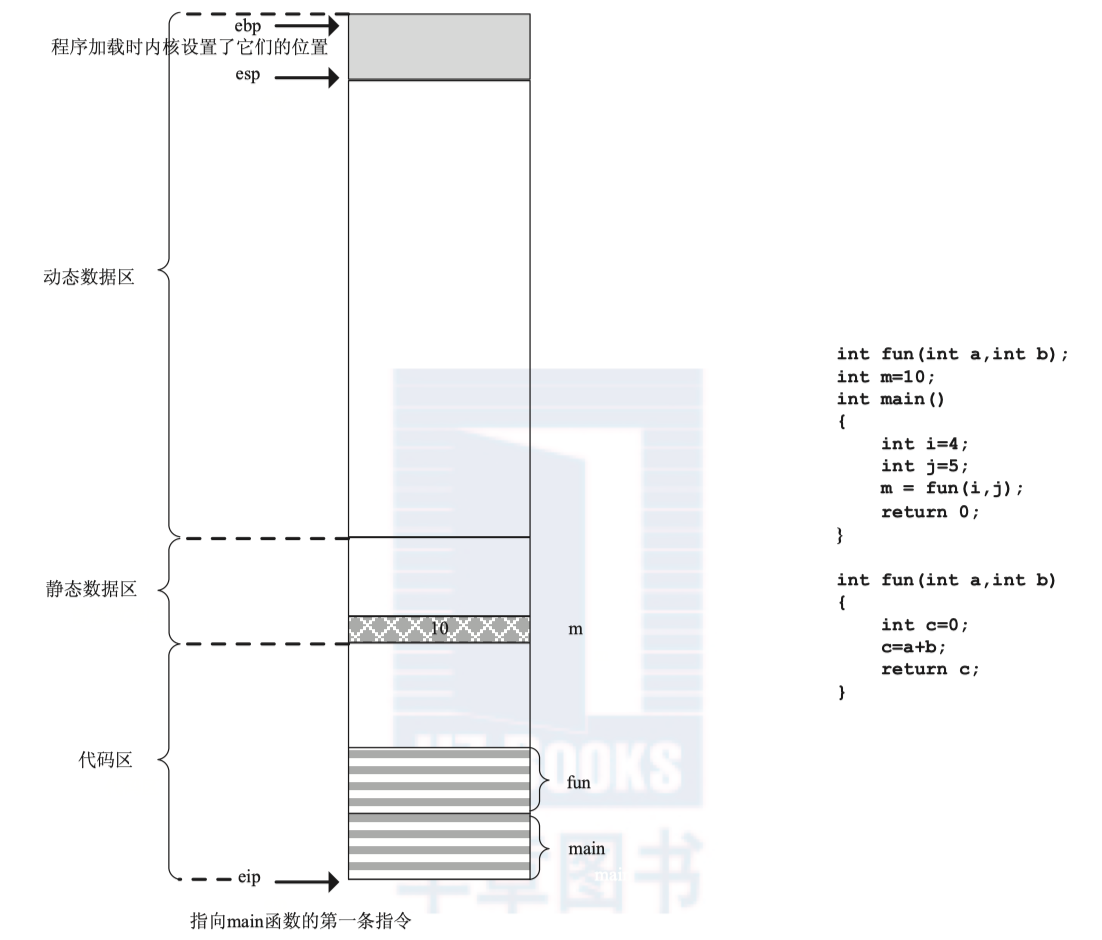 ebp
程序加载时内核设置了它们的位置
esp
动态数据区
静态数据区
10
m
代码区
fun
main
eip
指向main函数的第一条指令
int fun(int a,int b);
int m=10;
int main()
{
int i=4;
int j=5;
m = fun(i,j);
return 0;
}
int fun(int a,int b)
{
int c=0;
c=a+b;
return c;
}
HZ BOOKS
华章图书
main